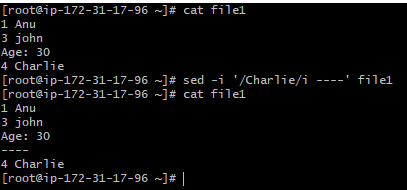 [root@ip-172-31-17-96 ~]# cat file1
1 Anu
3 john
Age: 30
4 Charlie
[root@ip-172-31-17-96 ~]# sed -i '/Charlie/i ----' file1
[root@ip-172-31-17-96 ~]# cat file1
1 Anu
3 john
Age: 30
----
4 Charlie
[root@ip-172-31-17-96 ~]#